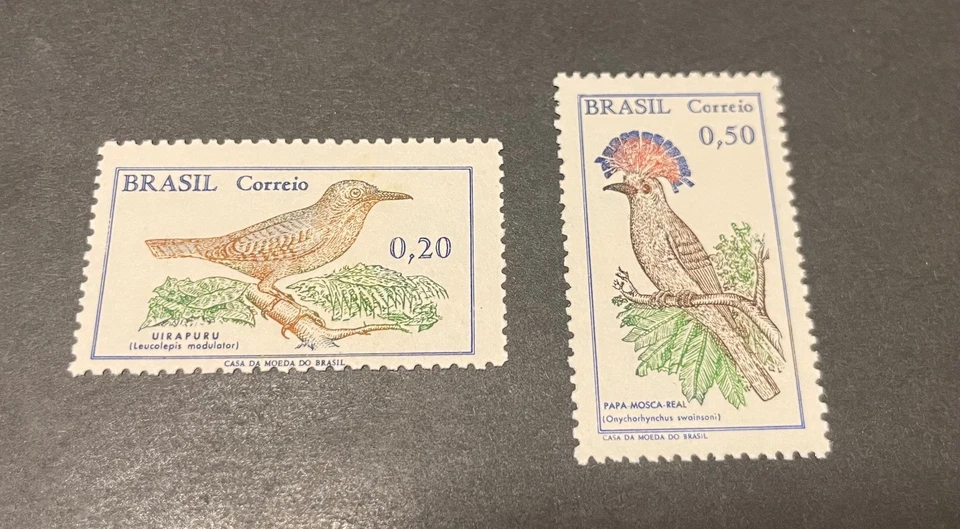 BRASIL Correio
0,20
UIRAPURU
(Leucolepis modulator)
CASA DA MOEDA DO BRASIL
BRASIL Correio
0,50
PAPA-MOSCA-REAL
(Onychorhynchus swainsoni)
CASA DA MOEDA DO BRASIL